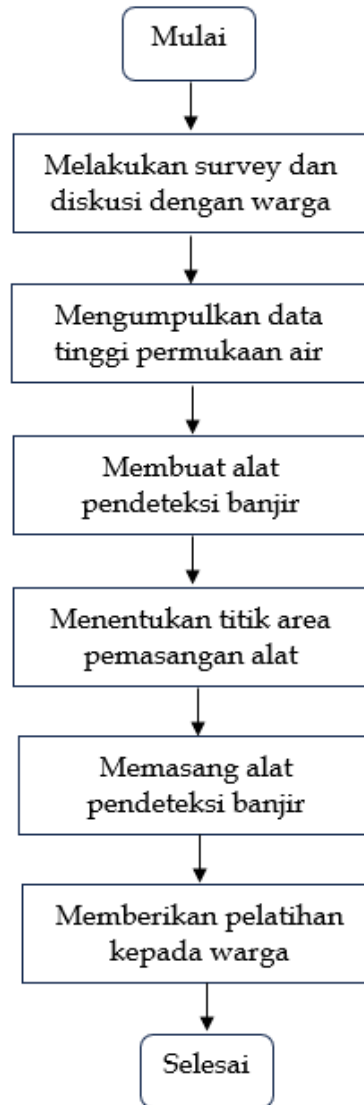 Mulai
Melakukan survey dan
diskusi dengan warga
Mengumpulkan data
tinggi permukaan air
Membuat alat
pendeteksi banjir
Menentukan titik area
pemasangan alat
Memasang alat
pendeteksi banjir
Memberikan pelatihan
kepada warga
Selesai